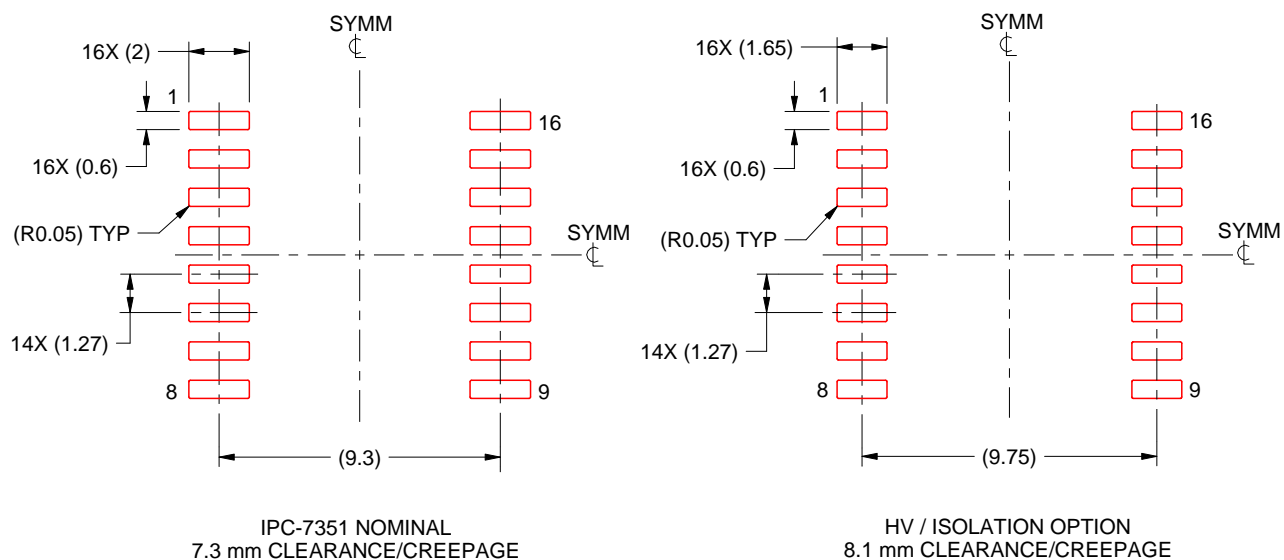 SYMM
℄
16X (2)
1
16
16X (0.6)
(R0.05) TYP
SYMM
℄
14X (1.27)
8
9
(9.3)
IPC-7351 NOMINAL
7.3 mm CLEARANCE/CREEPAGE
SYMM
℄
16X (1.65)
1
16
16X (0.6)
(R0.05) TYP
SYMM
℄
14X (1.27)
8
9
(9.75)
HV / ISOLATION OPTION
8.1 mm CLEARANCE/CREEPAGE